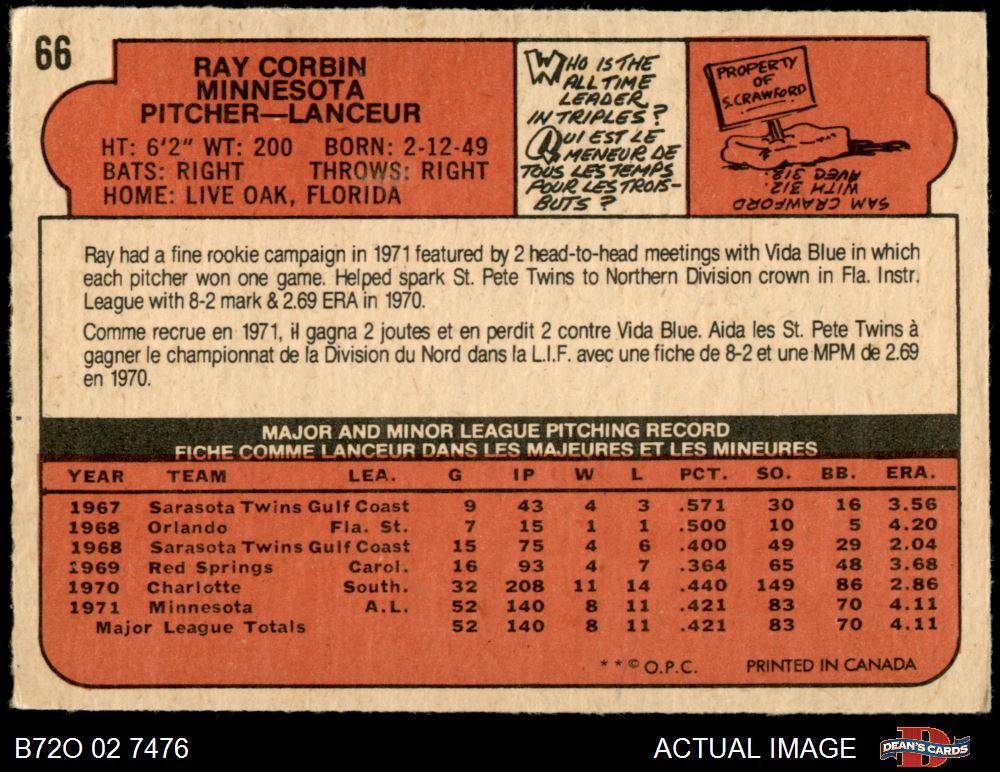 66
RAY CORBIN
MINNESOTA
PITCHER—LANCEUR
HT: 6'2" WT: 200 BORN: 2-12-49
BATS: RIGHT THROWS: RIGHT
HOME: LIVE OAK, FLORIDA
WHO IS THE
ALL TIME
LEADER
IN TRIPLES?
QUI EST LE
MENEUR DE
TOUS LES TEMPS
POUR LES TROIS-
BUTS?
PROPERTY
OF
S. CRAWFORD
SAM CRAWFORD
WITH 312.
AVEC 312.
Ray had a fine rookie campaign in 1971 featured by 2 head-to-head meetings with Vida Blue in which
each pitcher won one game. Helped spark St. Pete Twins to Northern Division crown in Fla. Instr.
League with 8-2 mark & 2.69 ERA in 1970.
Comme recrue en 1971, il gagna 2 joutes et en perdit 2 contre Vida Blue. Aida les St. Pete Twins à
gagner le championnat de la Division du Nord dans la L.I.F. avec une fiche de 8-2 et une MPM de 2.69
en 1970.
MAJOR AND MINOR LEAGUE PITCHING RECORD
FICHE COMME LANCEUR DANS LES MAJEURES ET LES MINEURES
YEAR TEAM LEA. G IP W L PCT. SO. BB. ERA.
1967 Sarasota Twins Gulf Coast 9 43 4 3 .571 30 16 3.56
1968 Orlando Fla. St. 7 15 1 1 .500 10 5 4.20
1968 Sarasota Twins Gulf Coast 15 75 4 6 .400 49 29 2.04
1969 Red Springs Carol. 16 93 4 7 .364 65 48 3.68
1970 Charlotte South. 32 208 11 14 .440 149 86 2.86
1971 Minnesota A.L. 52 140 8 11 .421 83 70 4.11
Major League Totals 52 140 8 11 .421 83 70 4.11
**© O.P.C. PRINTED IN CANADA
B72O 02 7476 ACTUAL IMAGE D DEAN'S CARDS